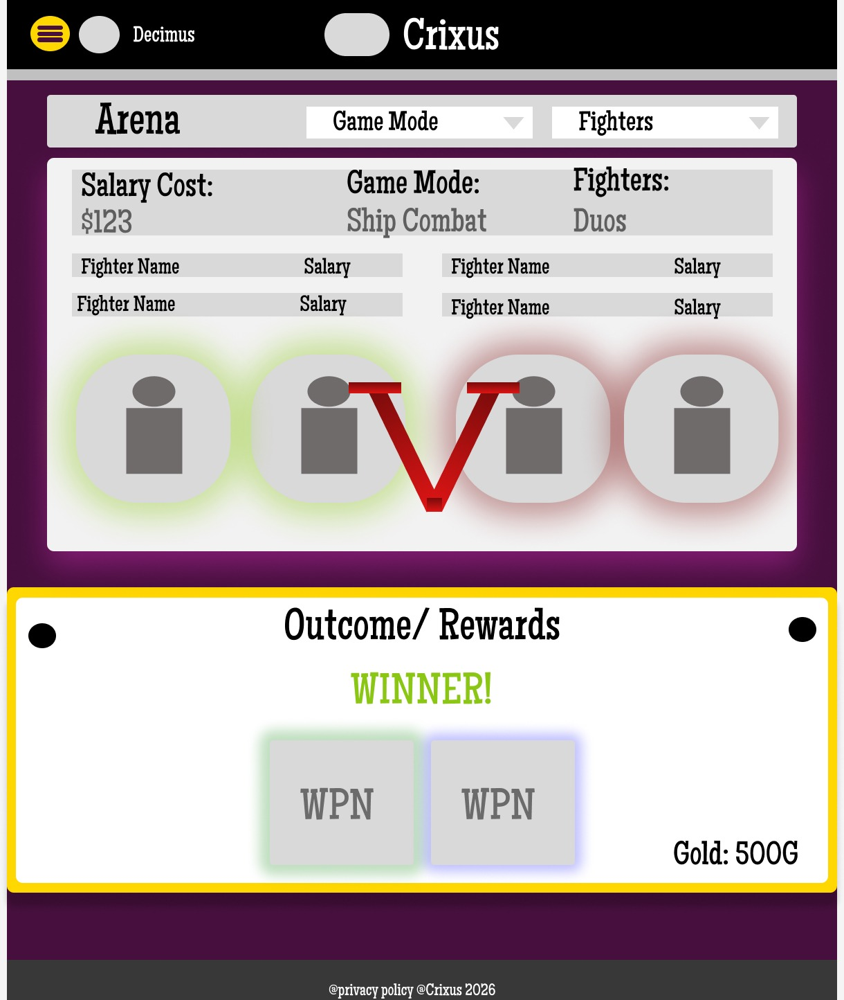 Decimus
Crixus
Arena
Game Mode
Fighters
Salary Cost:
Game Mode:
Fighters:
$123
Ship Combat
Duos
Fighter Name
Salary
Fighter Name
Salary
Fighter Name
Salary
Fighter Name
Salary
V
Outcome/ Rewards
WINNER!
WPN
WPN
Gold: 500G
@privacy policy @Crixus 2026